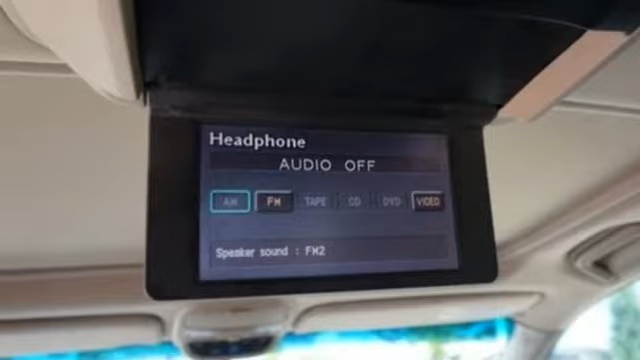 Headphone
AUDIO OFF
AM FM TAPE CD DVD VIDEO
Speaker sound : FM2